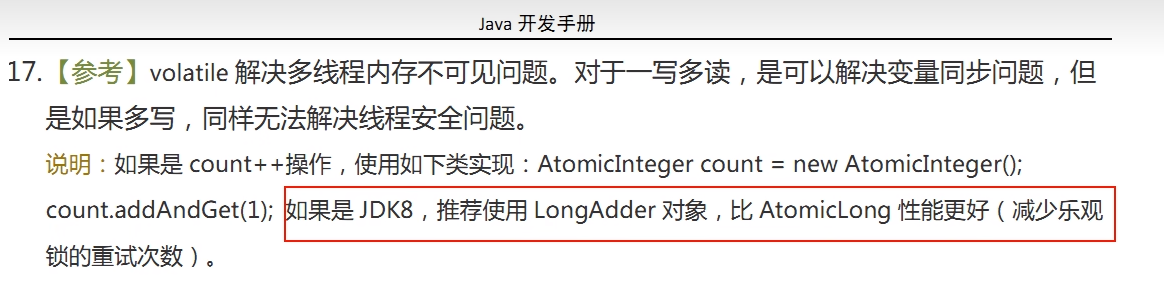 Java 开发手册
17.【参考】volatile 解决多线程内存不可见问题。对于一写多读，是可以解决变量同步问题，但
是如果多写，同样无法解决线程安全问题。
说明：如果是 count++操作，使用如下类实现：AtomicInteger count = new AtomicInteger();
count.addAndGet(1); 如果是 JDK8，推荐使用 LongAdder 对象，比 AtomicLong 性能更好（减少乐观
锁的重试次数）。